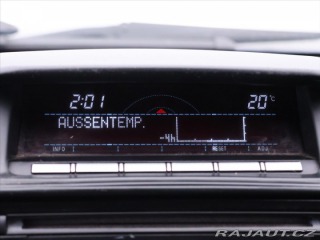 2:01 20°C
AUSSENTEMP.
-4h
INFO RESET ADJ.
RAJAUT.CZ